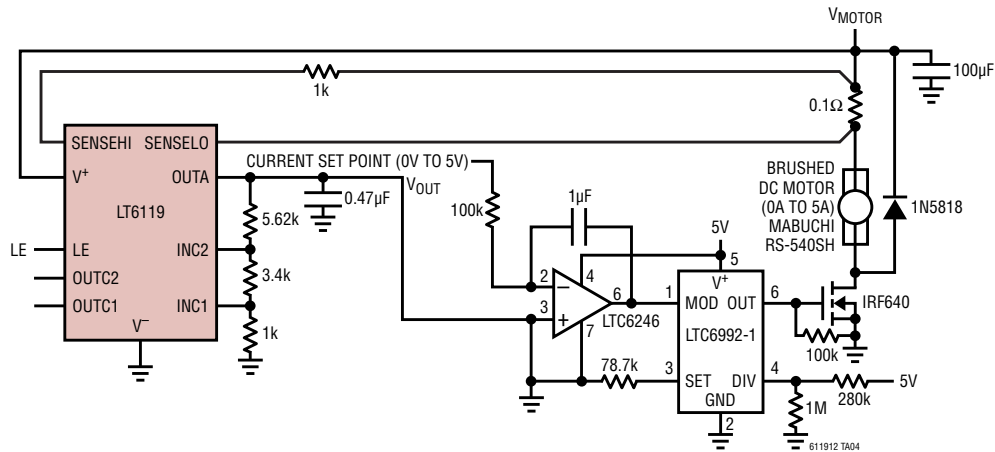 V_MOTOR
100µF
1k
0.1Ω
SENSEHI SENSELO
V+ OUTA
LT6119
LE LE INC2
OUTC2
OUTC1 INC1
V–
CURRENT SET POINT (0V TO 5V)
V_OUT
0.47µF
5.62k
3.4k
1k
100k
1µF
2 –
3 +
4
6
7
LTC6246
5V
5
V+
1 MOD OUT 6
LTC6992-1
3 SET DIV 4
GND
2
78.7k
BRUSHED
DC MOTOR
(0A TO 5A)
MABUCHI
RS-540SH
1N5818
IRF640
100k
280k
5V
1M
611912 TA04